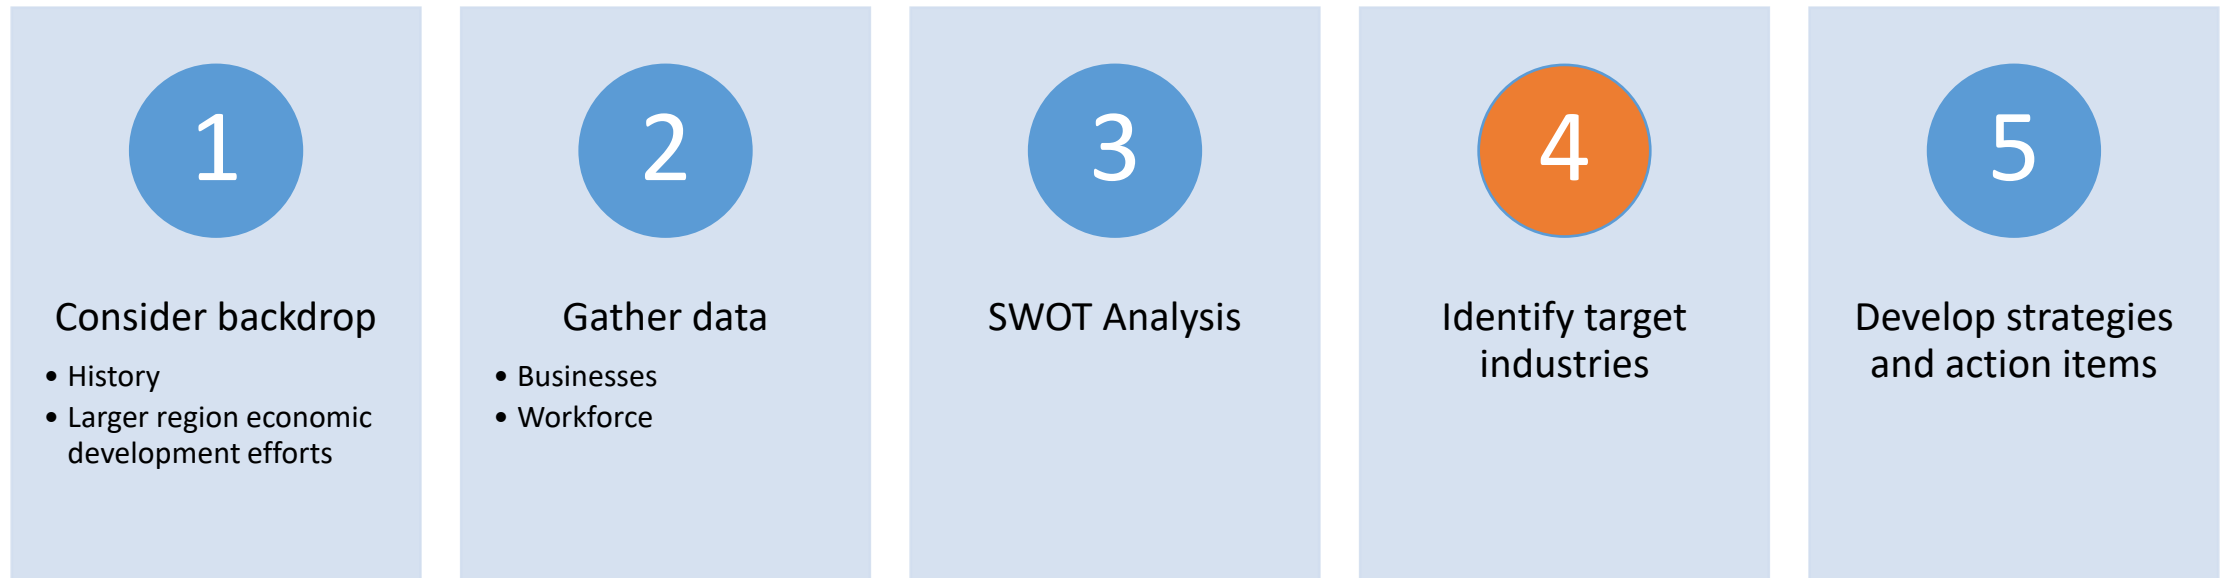 1
Consider backdrop
• History
• Larger region economic
development efforts
2
Gather data
• Businesses
• Workforce
3
SWOT Analysis
4
Identify target
industries
5
Develop strategies
and action items